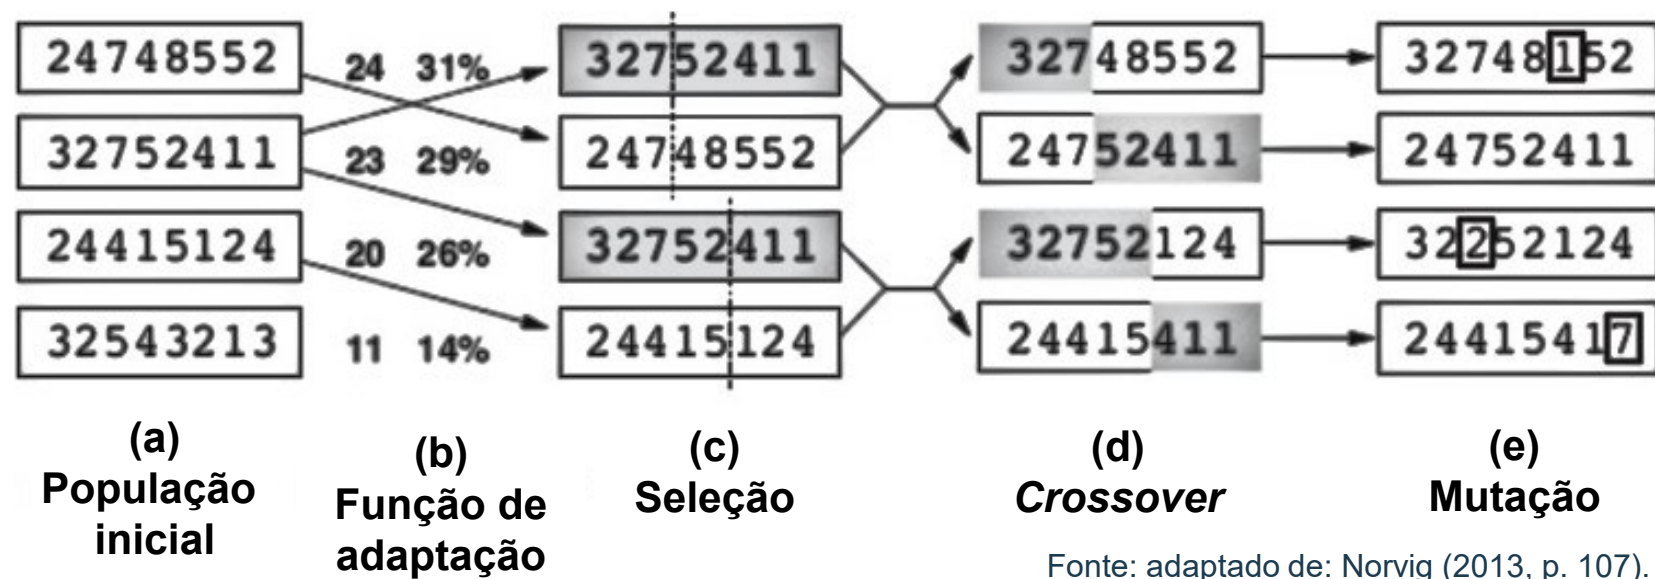 24748552 24 31% 32752411 32748552 32748152
32752411 23 29% 24748552 24752411 24752411
24415124 20 26% 32752411 32752124 32252124
32543213 11 14% 24415124 24415411 24415417
(a)
População
inicial
(b)
Função de
adaptação
(c)
Seleção
(d)
Crossover
(e)
Mutação
Fonte: adaptado de: Norvig (2013, p. 107).